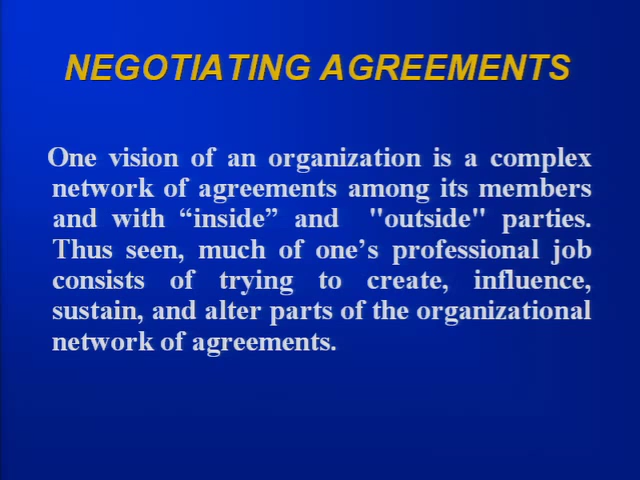 NEGOTIATING AGREEMENTS
One vision of an organization is a complex
network of agreements among its members
and with “inside” and "outside" parties.
Thus seen, much of one’s professional job
consists of trying to create, influence,
sustain, and alter parts of the organizational
network of agreements.